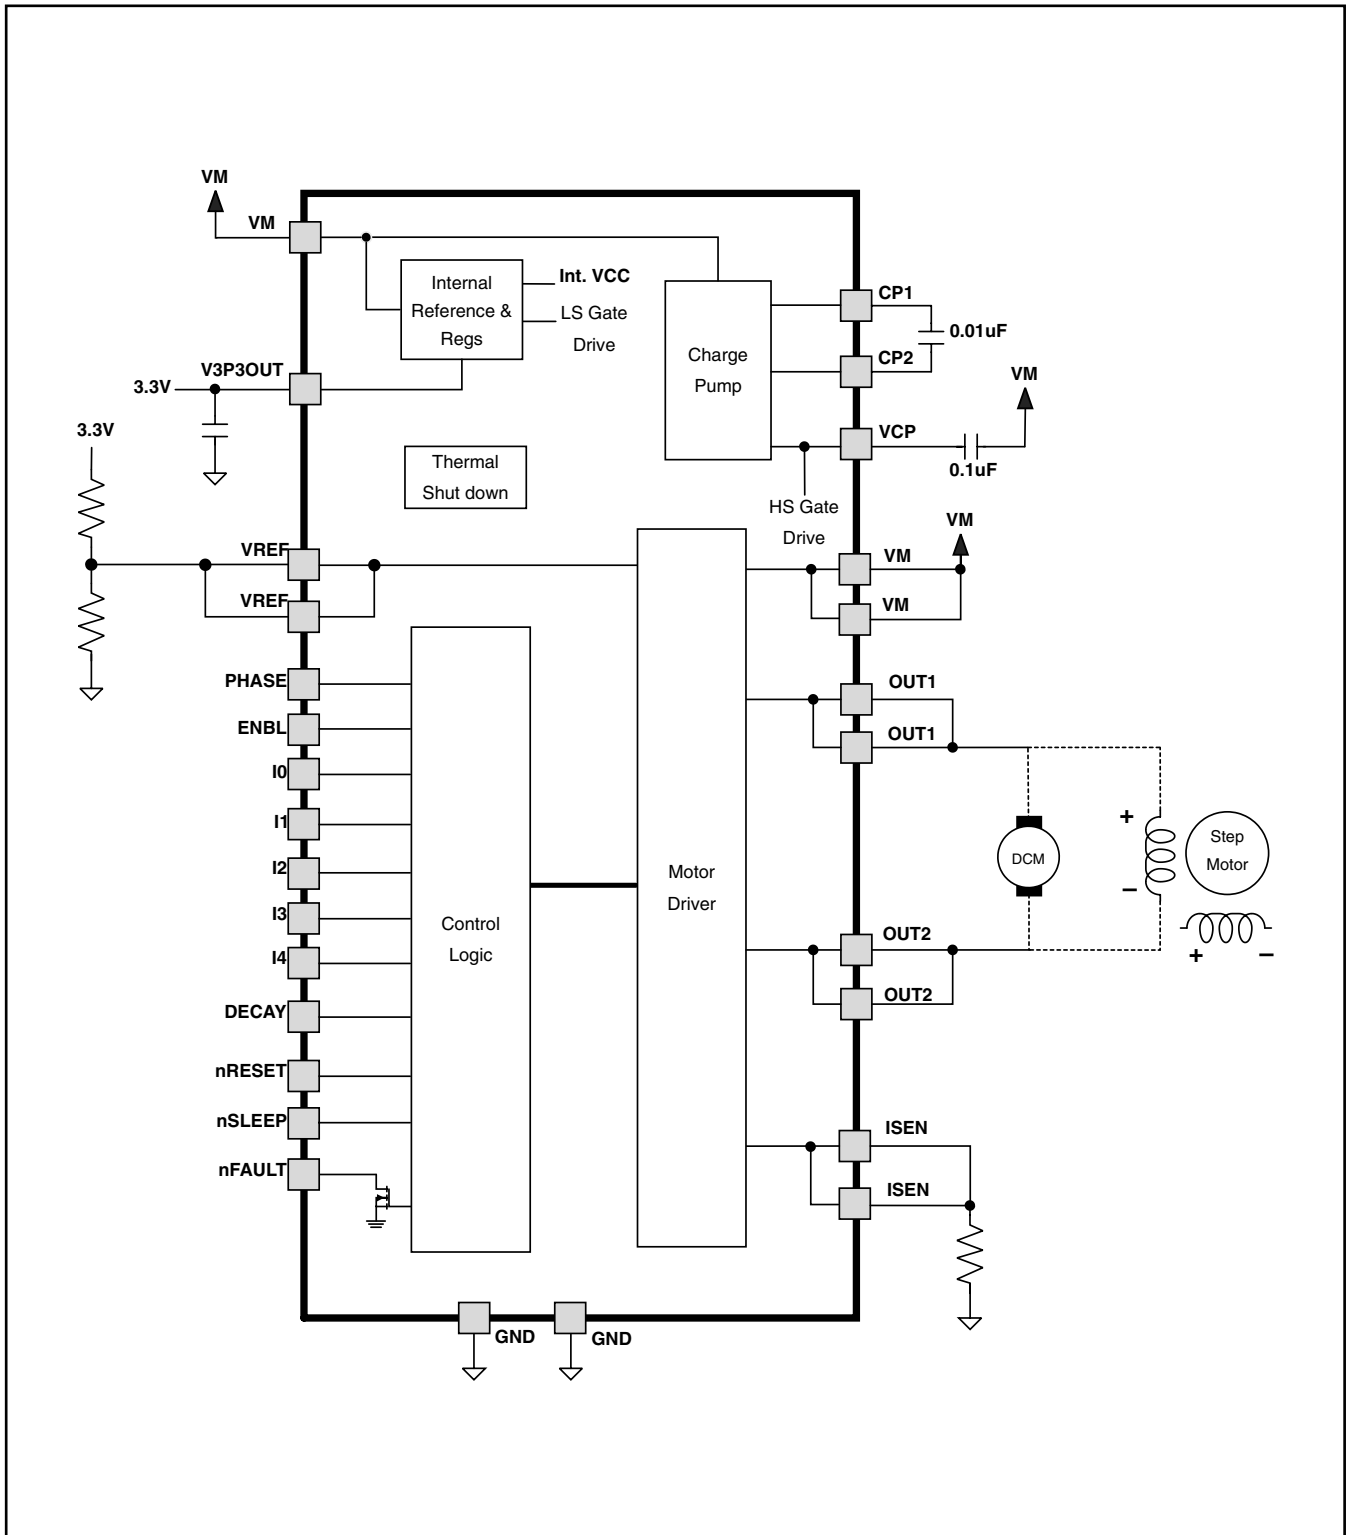 VM
VM
Internal
Reference &
Regs
Int. VCC
LS Gate
Drive
V3P3OUT
3.3V
3.3V
Thermal
Shut down
Charge
Pump
CP1
0.01uF
CP2
VM
VCP
0.1uF
HS Gate
Drive
VM
VM
VM
VREF
VREF
PHASE
ENBL
I0
I1
I2
I3
I4
DECAY
nRESET
nSLEEP
nFAULT
Control
Logic
Motor
Driver
OUT1
OUT1
+
DCM
–
Step
Motor
+ –
OUT2
OUT2
ISEN
ISEN
GND
GND